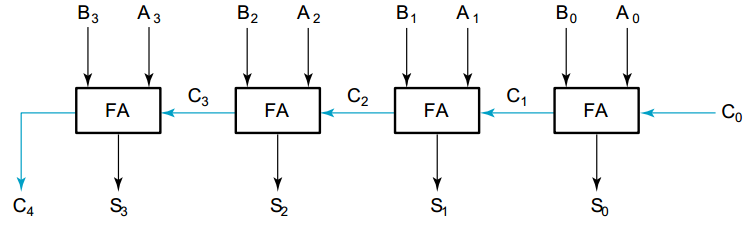 B3 A3 B2 A2 B1 A1 B0 A0
FA C3 FA C2 FA C1 FA C0
C4 S3 S2 S1 S0